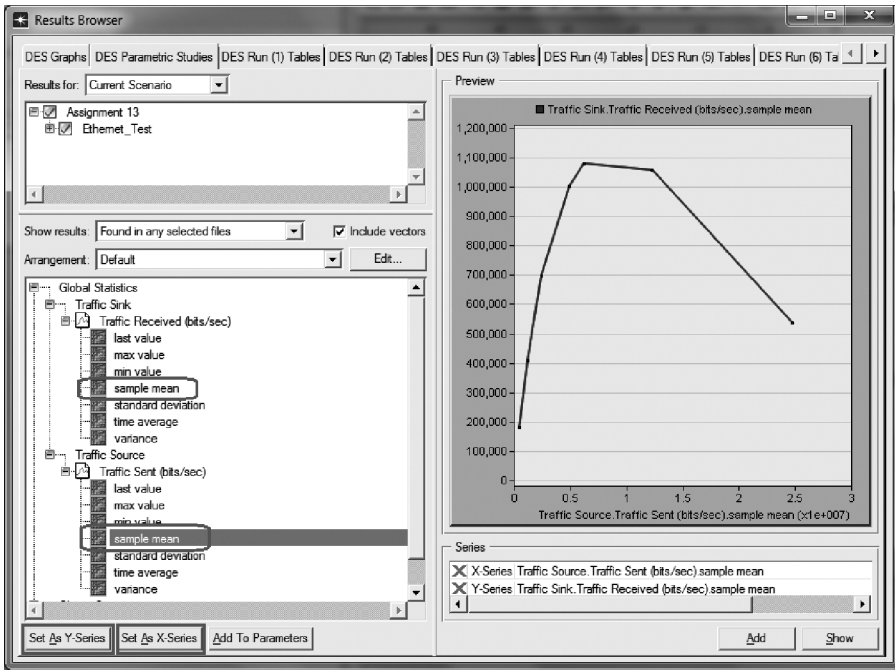 Results Browser
DES Graphs DES Parametric Studies DES Run (1) Tables DES Run (2) Tables DES Run (3) Tables DES Run (4) Tables DES Run (5) Tables DES Run (6) Ta
Results for: Current Scenario
Assignment 13
Ethernet_Test
Show results: Found in any selected files Include vectors
Arrangement: Default Edit...
Global Statistics
Traffic Sink
Traffic Received (bits/sec)
last value
max value
min value
sample mean
standard deviation
time average
variance
Traffic Source
Traffic Sent (bits/sec)
last value
max value
min value
sample mean
standard deviation
time average
variance
Set As Y-Series Set As X-Series Add To Parameters
Preview
Traffic Sink.Traffic Received (bits/sec).sample mean
1,200,000
1,100,000
1,000,000
900,000
800,000
700,000
600,000
500,000
400,000
300,000
200,000
100,000
0
0 0.5 1 1.5 2 2.5 3
Traffic Source.Traffic Sent (bits/sec).sample mean (x1e+007)
Series
X-Series Traffic Source.Traffic Sent (bits/sec).sample mean
Y-Series Traffic Sink.Traffic Received (bits/sec).sample mean
Add Show